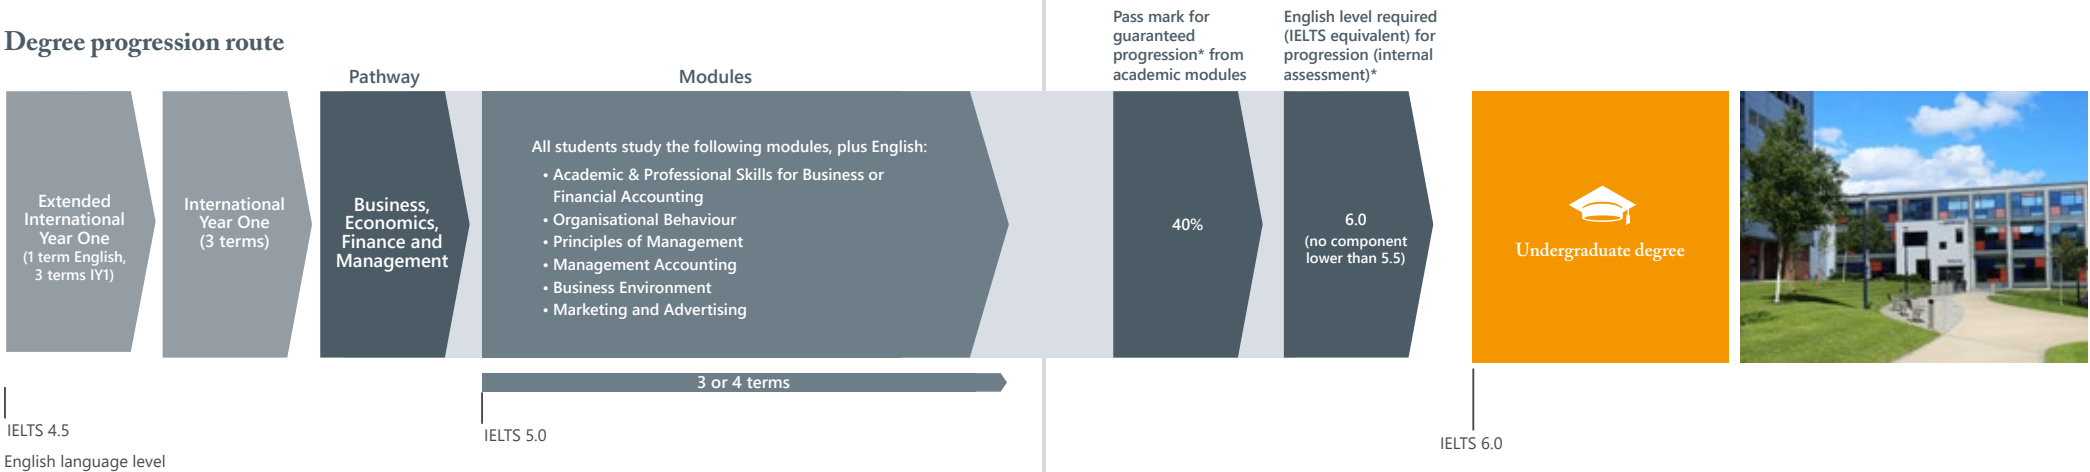 Degree progression route
Pathway
Modules
Pass mark for
guaranteed
progression* from
academic modules
English level required
(IELTS equivalent) for
progression (internal
assessment)*
Extended
International
Year One
(1 term English,
3 terms IY1)
International
Year One
(3 terms)
Business,
Economics,
Finance and
Management
All students study the following modules, plus English:
• Academic & Professional Skills for Business or
Financial Accounting
• Organisational Behaviour
• Principles of Management
• Management Accounting
• Business Environment
• Marketing and Advertising
40%
6.0
(no component
lower than 5.5)
Undergraduate degree
3 or 4 terms
IELTS 4.5
IELTS 5.0
IELTS 6.0
English language level